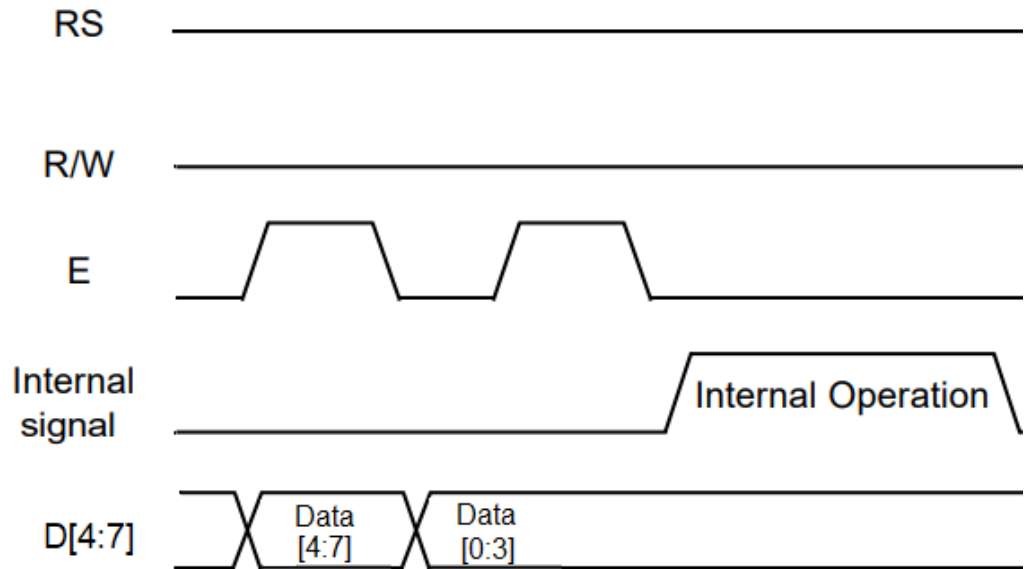 RS
R/W
E
Internal
signal
Internal Operation
D[4:7]
Data
[4:7]
Data
[0:3]